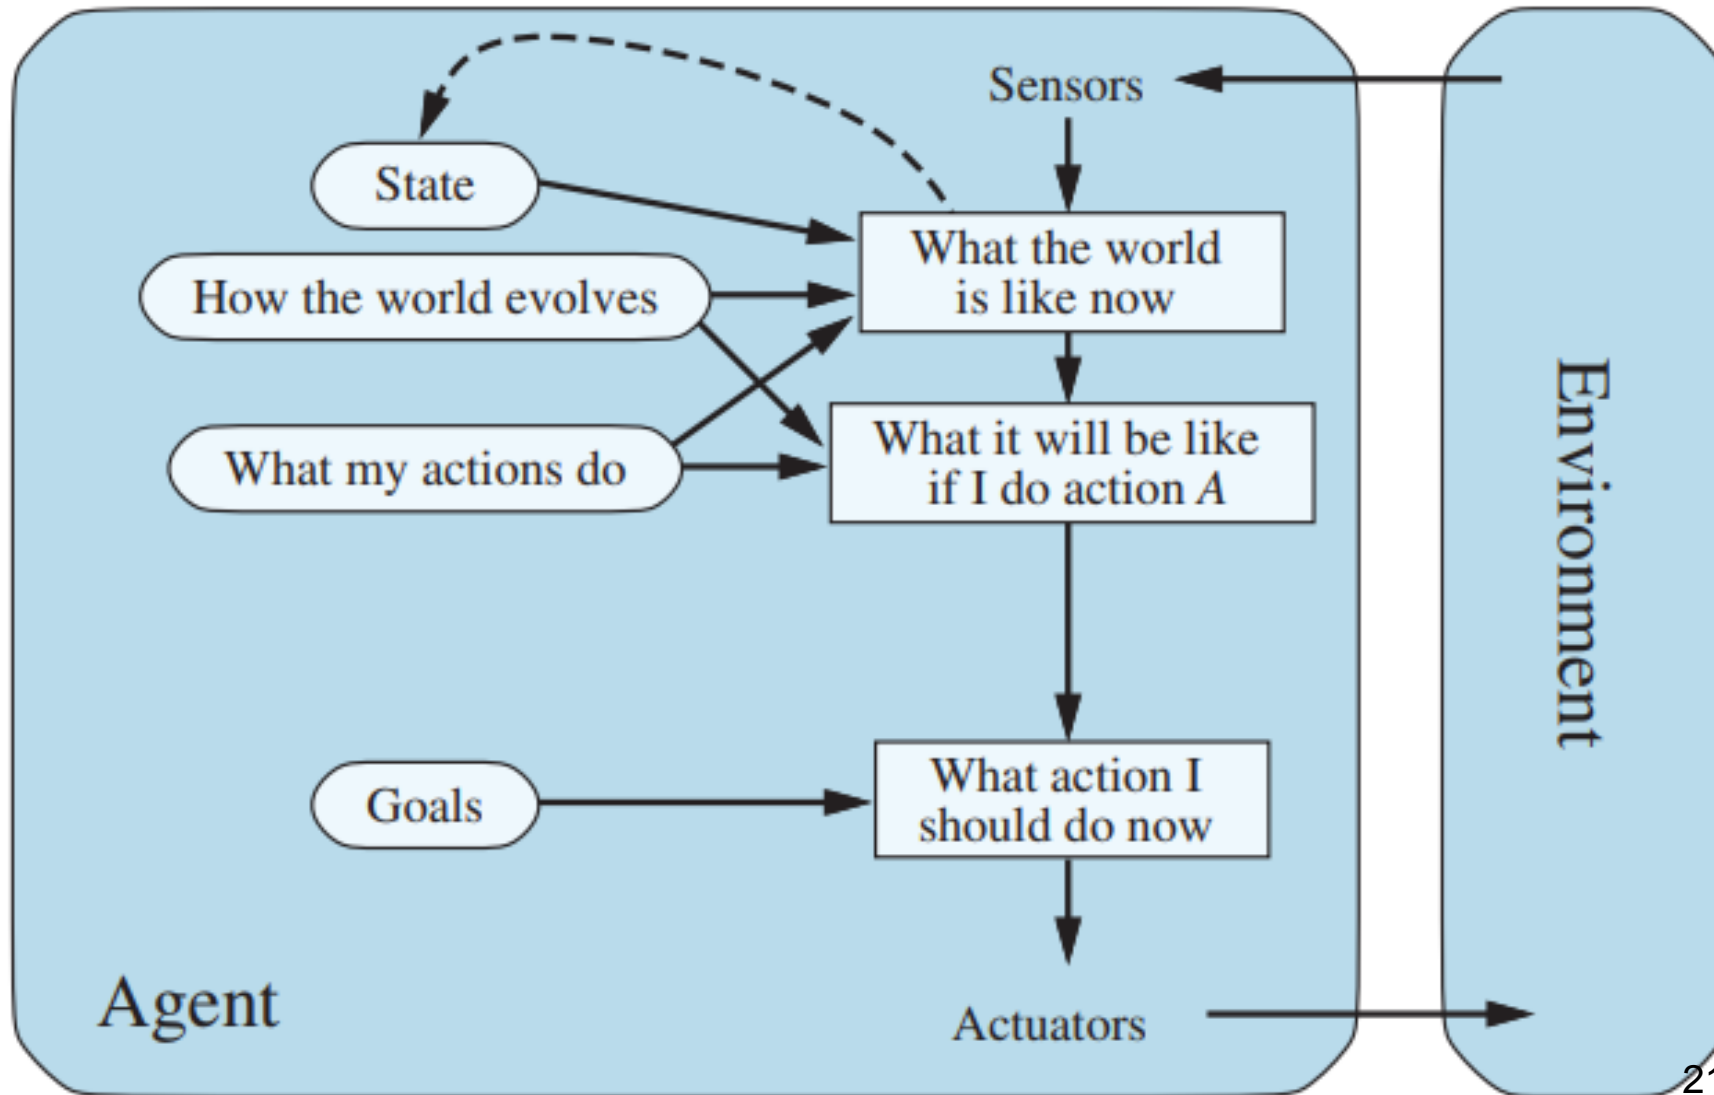 Sensors
State
What the world
is like now
How the world evolves
What it will be like
if I do action A
What my actions do
Environment
What action I
should do now
Goals
Agent
Actuators
21